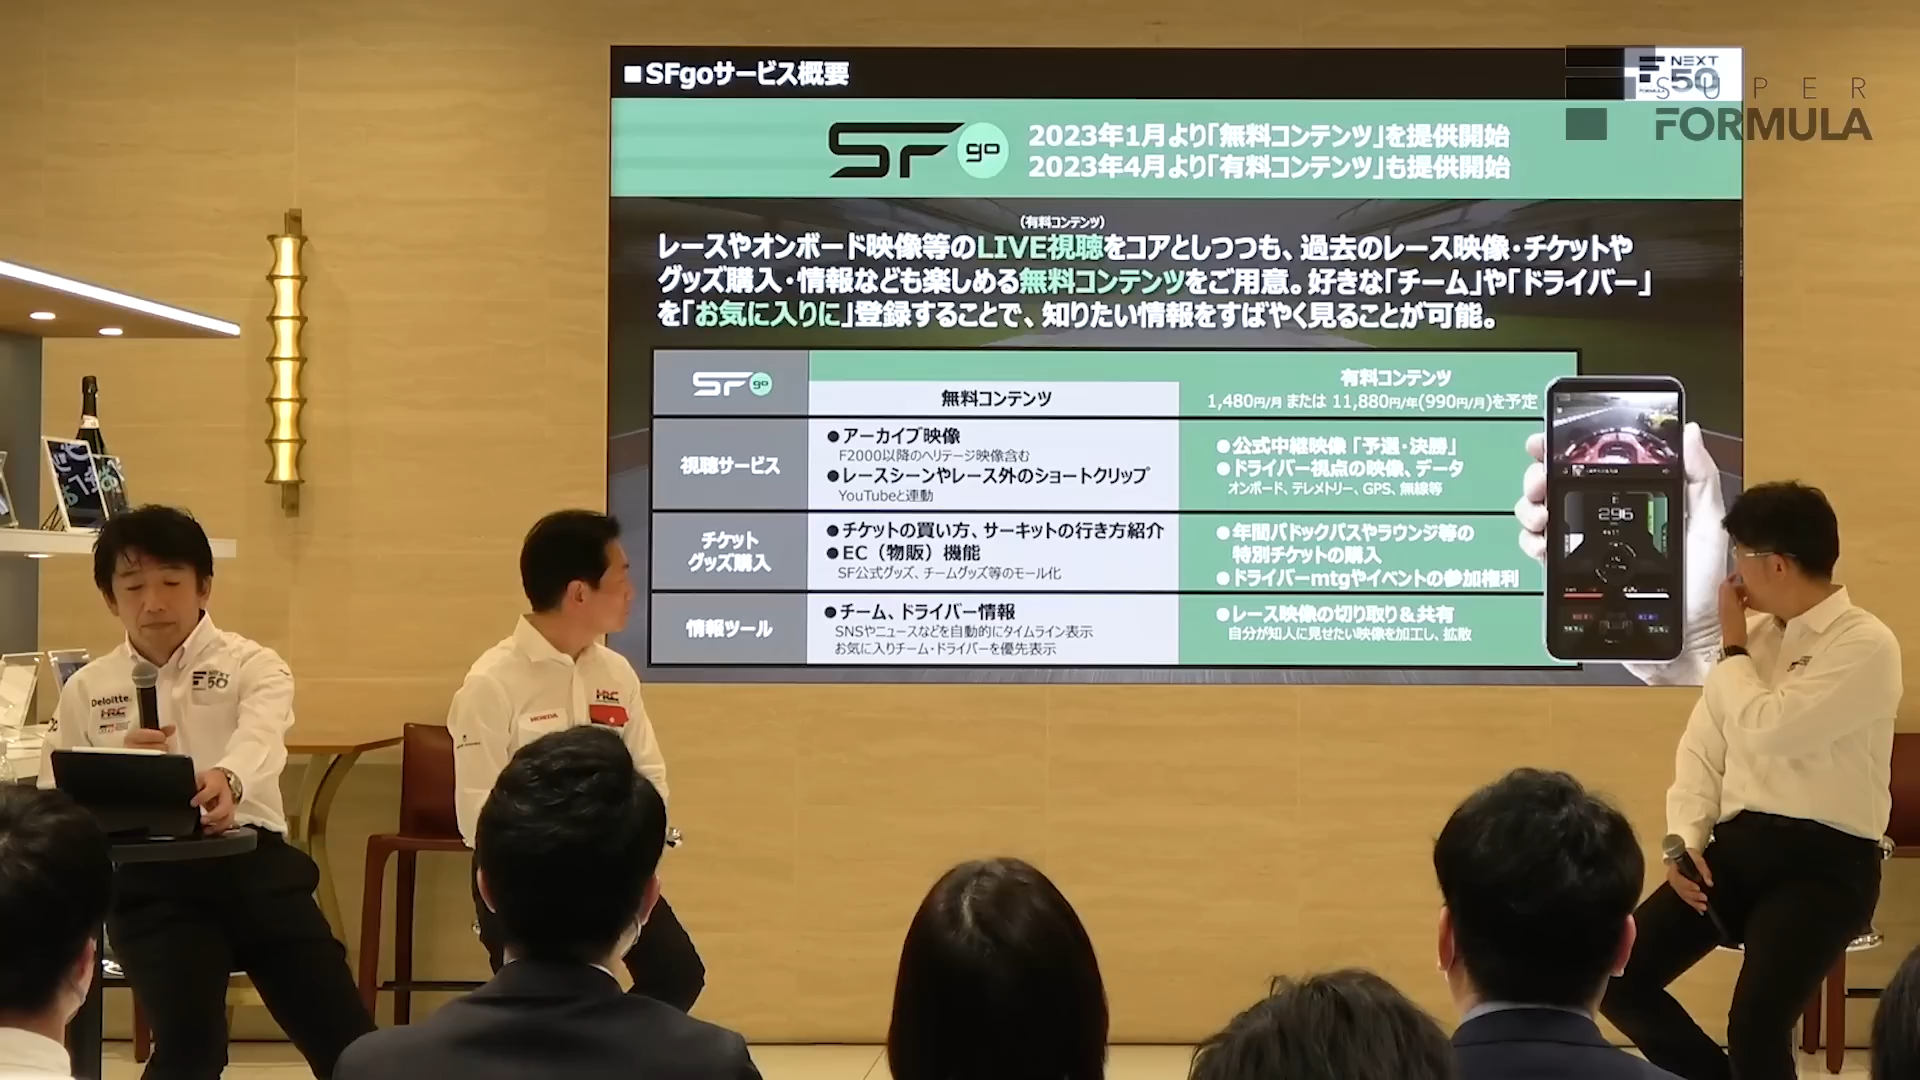 ■SFgoサービス概要
NEXT
50
SUPER
FORMULA
SF go
2023年1月より「無料コンテンツ」を提供開始
2023年4月より「有料コンテンツ」も提供開始
(有料コンテンツ)
レースやオンボード映像等のLIVE視聴をコアとしつつも、過去のレース映像・チケットや
グッズ購入・情報なども楽しめる無料コンテンツをご用意。好きな「チーム」や「ドライバー」
を「お気に入りに」登録することで、知りたい情報をすばやく見ることが可能。
SF go
無料コンテンツ
有料コンテンツ
1,480円/月 または 11,880円/年(990円/月)を予定
視聴サービス
●アーカイブ映像
F2000以降のヘリテージ映像含む
●レースシーンやレース外のショートクリップ
YouTubeと連動
●公式中継映像「予選・決勝」
●ドライバー視点の映像、データ
オンボード、テレメトリー、GPS、無線等
チケット
グッズ購入
●チケットの買い方、サーキットの行き方紹介
●EC（物販）機能
SF公式グッズ、チームグッズ等のモール化
●年間パドックパスやラウンジ等の
特別チケットの購入
●ドライバーmtgやイベントの参加権利
情報ツール
●チーム、ドライバー情報
SNSやニュースなどを自動的にタイムライン表示
お気に入りチーム・ドライバーを優先表示
●レース映像の切り取り＆共有
自分が知人に見せたい映像を加工し、拡散
296
Deloitte.
HRC
NEXT
50
HRC
HONDA